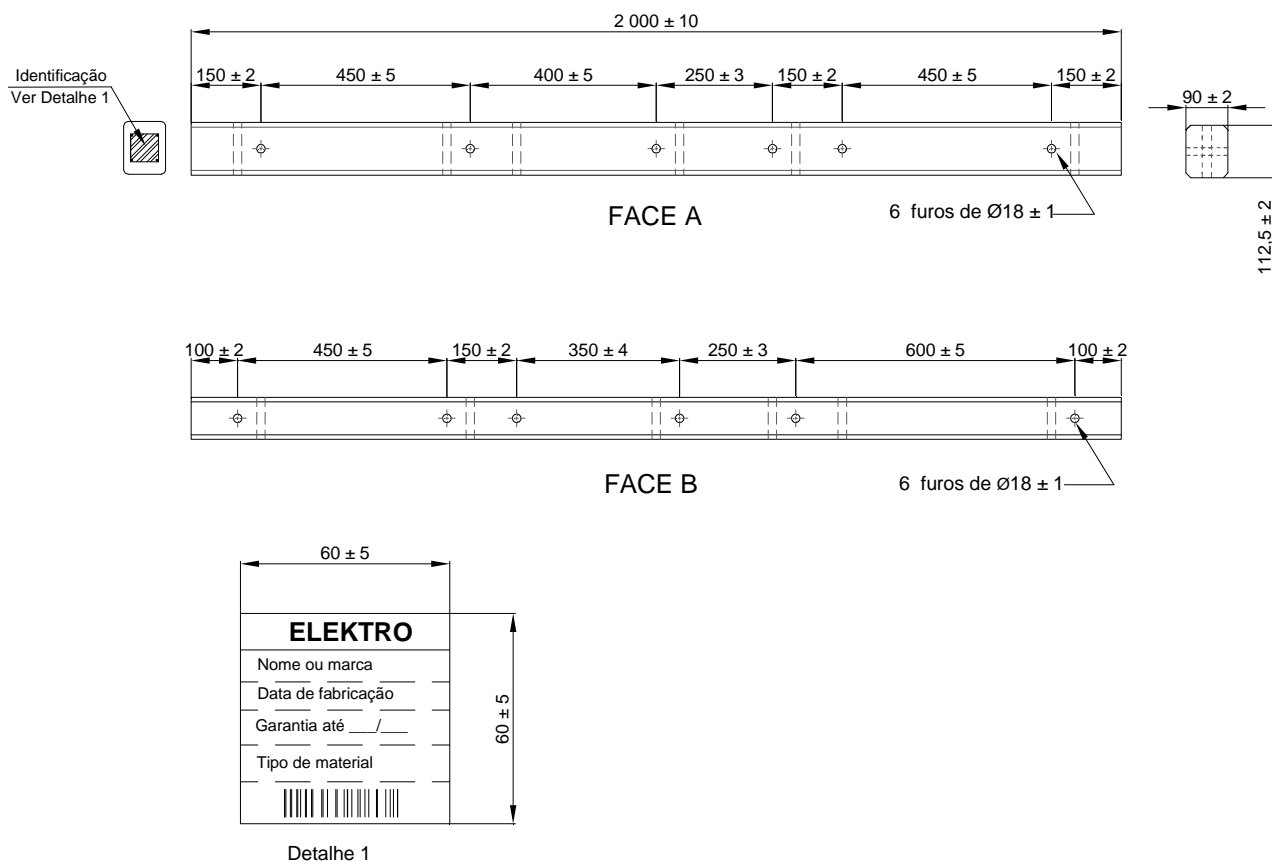 2 000 ± 10
150 ± 2 450 ± 5 400 ± 5 250 ± 3 150 ± 2 450 ± 5 150 ± 2
Identificação
Ver Detalhe 1
90 ± 2
112,5 ± 2
6 furos de Ø18 ± 1
FACE A
100 ± 2 450 ± 5 150 ± 2 350 ± 4 250 ± 3 600 ± 5 100 ± 2
6 furos de Ø18 ± 1
FACE B
60 ± 5
ELEKTRO
Nome ou marca
Data de fabricação
Garantia até ___/___
Tipo de material
60 ± 5
Detalhe 1